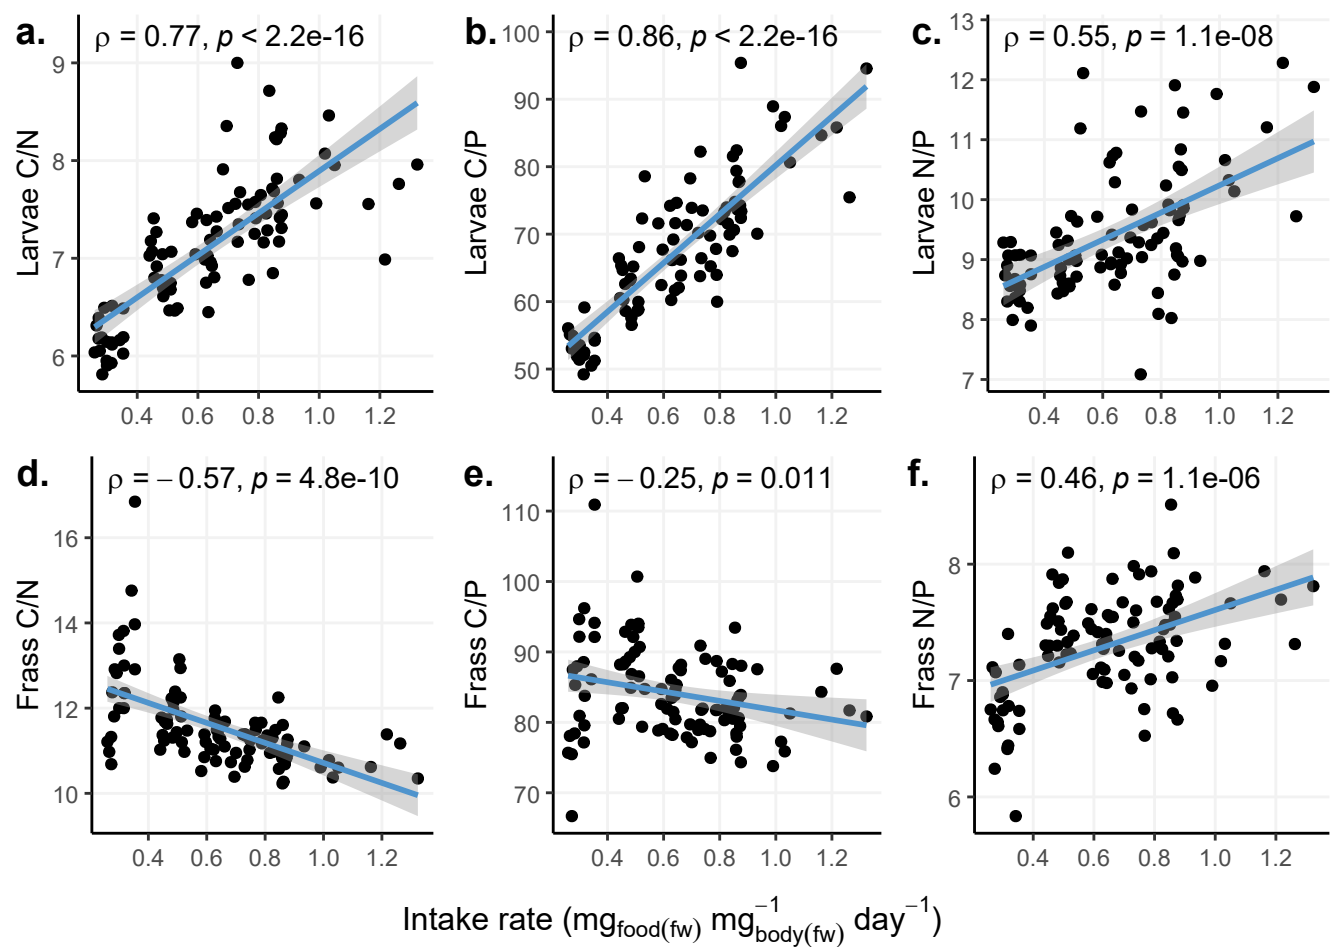 a.
ρ = 0.77, p < 2.2e-16
Larvae C/N
9
8
7
6
0.4 0.6 0.8 1.0 1.2
b.
ρ = 0.86, p < 2.2e-16
Larvae C/P
100
90
80
70
60
50
0.4 0.6 0.8 1.0 1.2
c.
ρ = 0.55, p = 1.1e-08
Larvae N/P
13
12
11
10
9
8
7
0.4 0.6 0.8 1.0 1.2
d.
ρ = − 0.57, p = 4.8e-10
Frass C/N
16
14
12
10
0.4 0.6 0.8 1.0 1.2
e.
ρ = − 0.25, p = 0.011
Frass C/P
110
100
90
80
70
0.4 0.6 0.8 1.0 1.2
f.
ρ = 0.46, p = 1.1e-06
Frass N/P
8
7
6
0.4 0.6 0.8 1.0 1.2
Intake rate (mg food(fw) mg −1 body(fw) day −1)